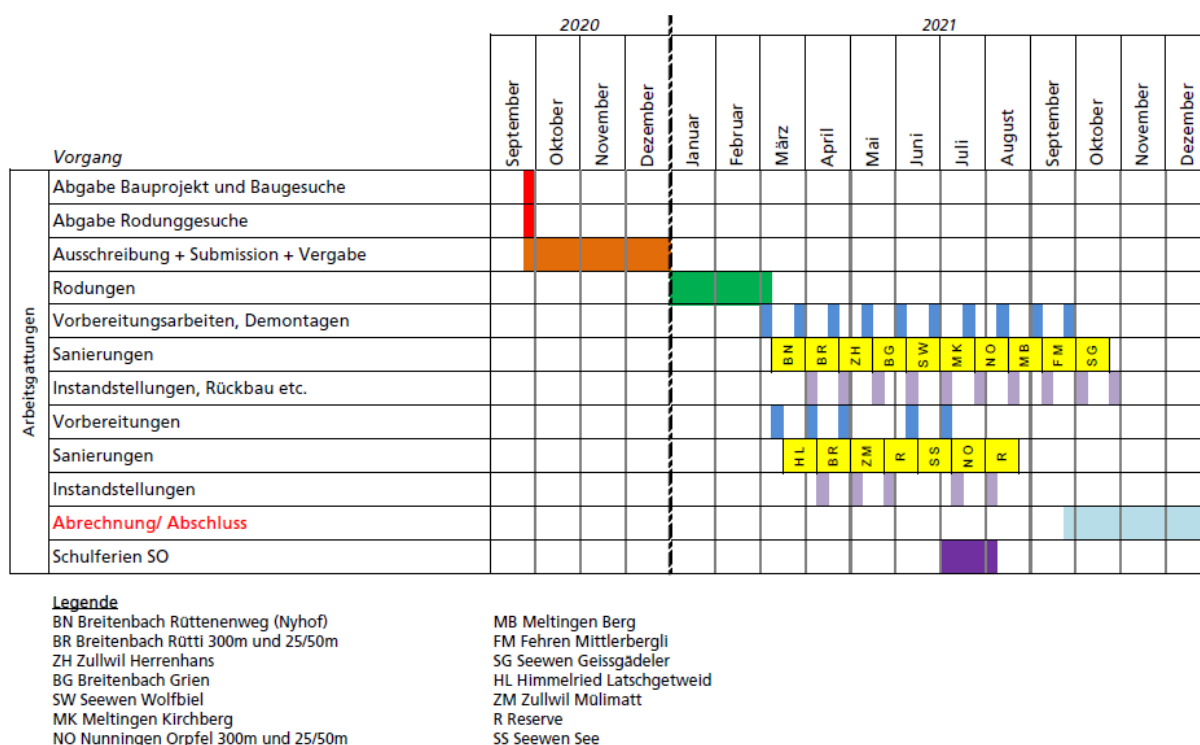 2020 2021
September Oktober November Dezember Januar Februar März April Mai Juni Juli August September Oktober November Dezember
Vorgang
Arbeitsgattungen
Abgabe Bauprojekt und Baugesuche
Abgabe Rodunggesuche
Ausschreibung + Submission + Vergabe
Rodungen
Vorbereitungsarbeiten, Demontagen
Sanierungen BN BR ZH BG SW MK NO MB FM SG
Instandstellungen, Rückbau etc.
Vorbereitungen
Sanierungen HL BR ZM R SS NO R
Instandstellungen
Abrechnung/ Abschluss
Schulferien SO
Legende
BN Breitenbach Rüttenenweg (Nyhof)
BR Breitenbach Rütti 300m und 25/50m
ZH Zullwil Herrenhans
BG Breitenbach Grien
SW Seewen Wolfbiel
MK Meltingen Kirchberg
NO Nunningen Orpfel 300m und 25/50m
MB Meltingen Berg
FM Fehren Mittlerbergli
SG Seewen Geissgädeler
HL Himmelried Latschgetweid
ZM Zullwil Mülimatt
R Reserve
SS Seewen See